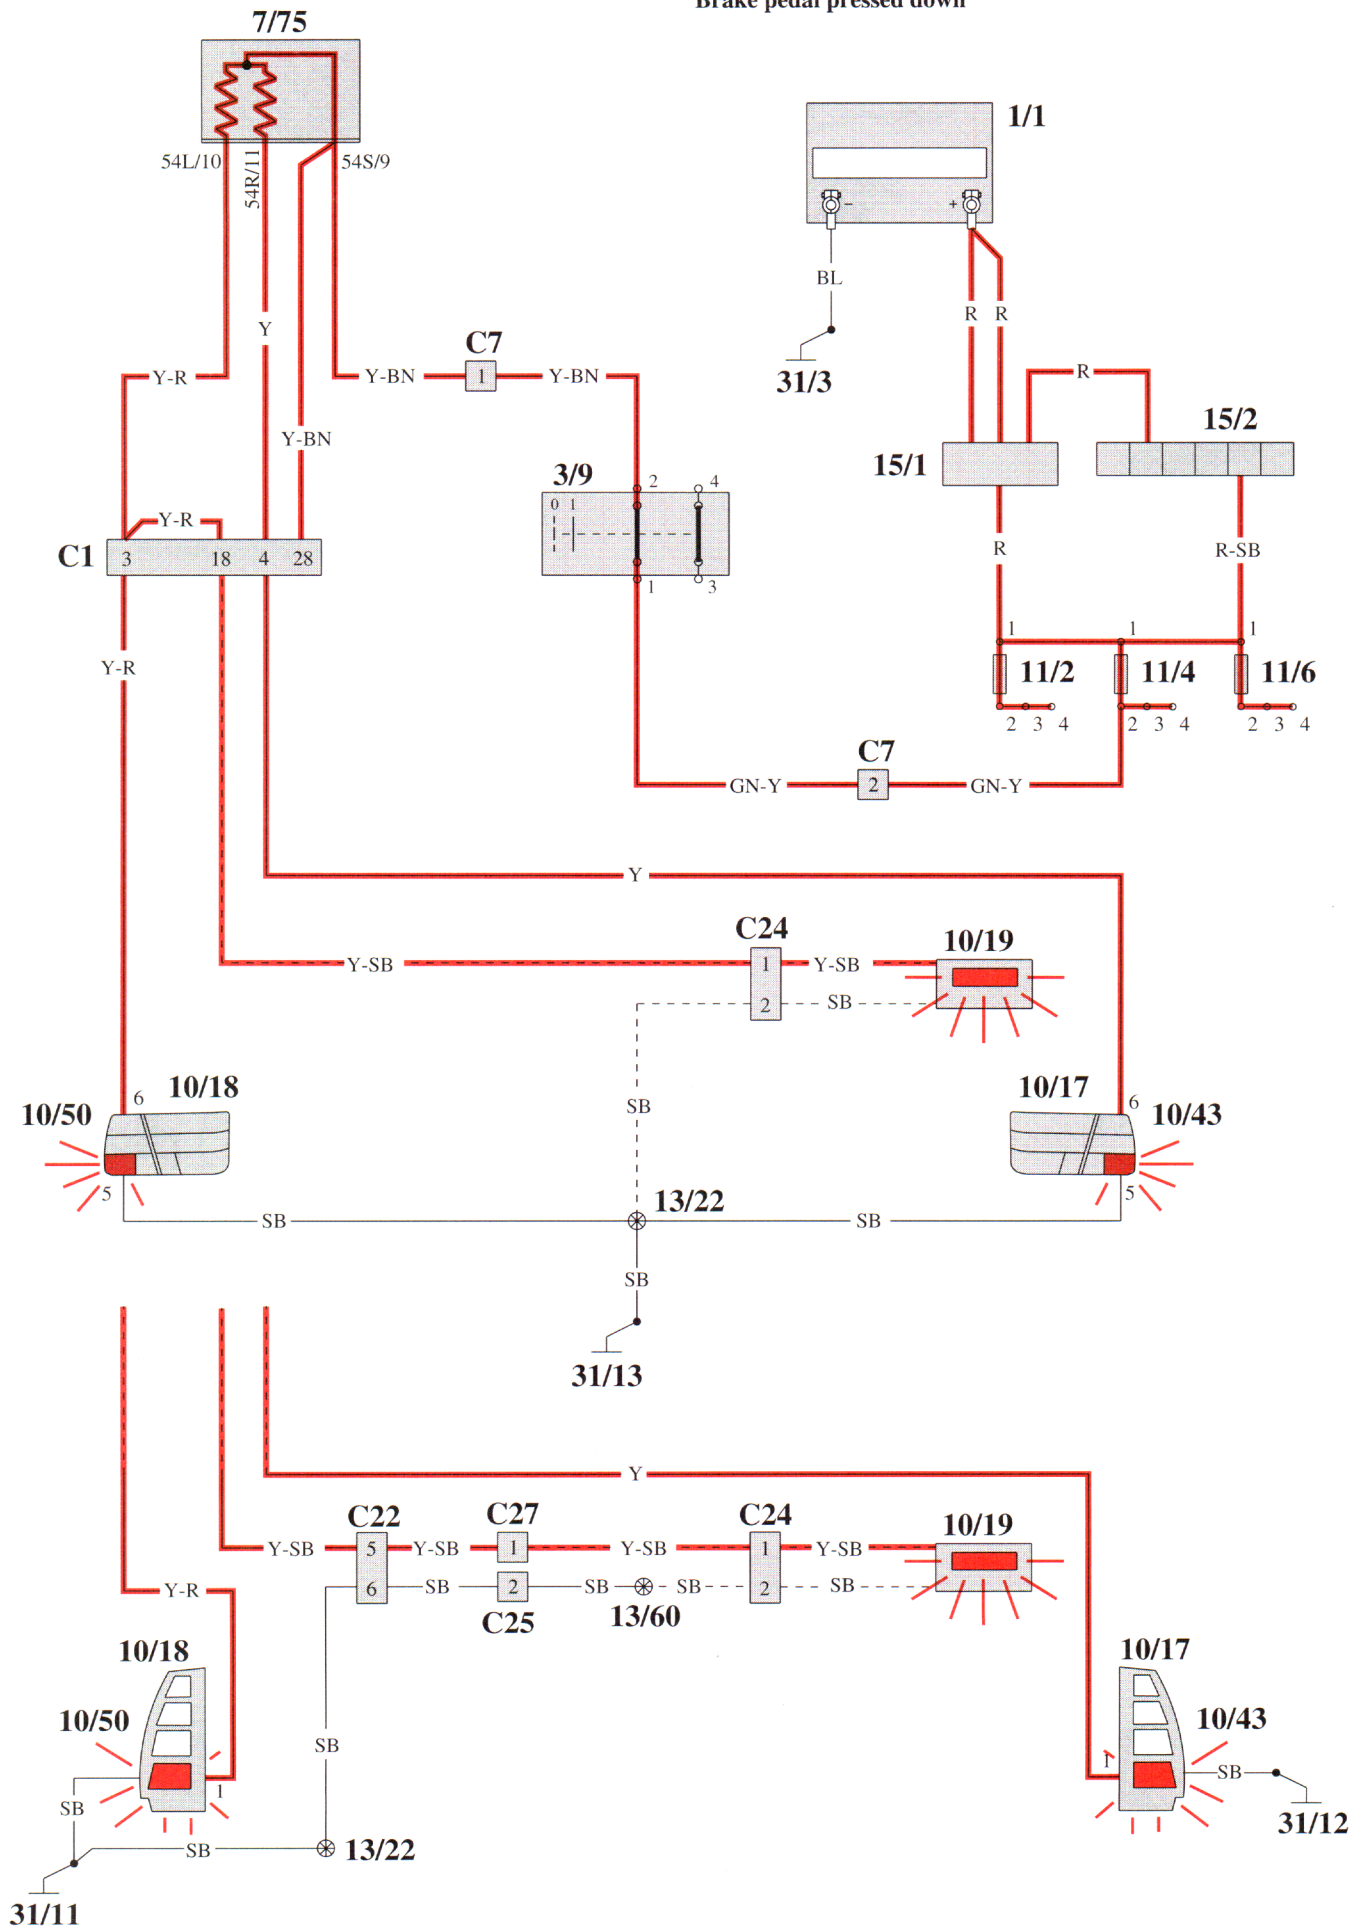 Brake pedal pressed down
7/75
1/1
54L/10
54R/11
54S/9
- +
BL
R R
Y
C7
31/3
R
Y-R
Y-BN
1
Y-BN
15/2
Y-BN
15/1
3/9
2 4
0 1
Y-R
C1
3 18 4 28
R
R-SB
1 3
1 1 1
Y-R
11/2
11/4
11/6
2 3 4
2 3 4
2 3 4
C7
GN-Y
2
GN-Y
Y
C24
10/19
Y-SB
1
Y-SB
2
SB
10/18
10/17
6
6
10/50
SB
10/43
5
5
13/22
SB
SB
SB
31/13
Y
C22
C27
C24
10/19
Y-SB
5
Y-SB
1
Y-SB
1
Y-SB
6
SB
2
SB
SB
2
SB
Y-R
C25
13/60
10/18
10/17
10/50
10/43
SB
1
1
SB
SB
31/12
SB
13/22
31/11